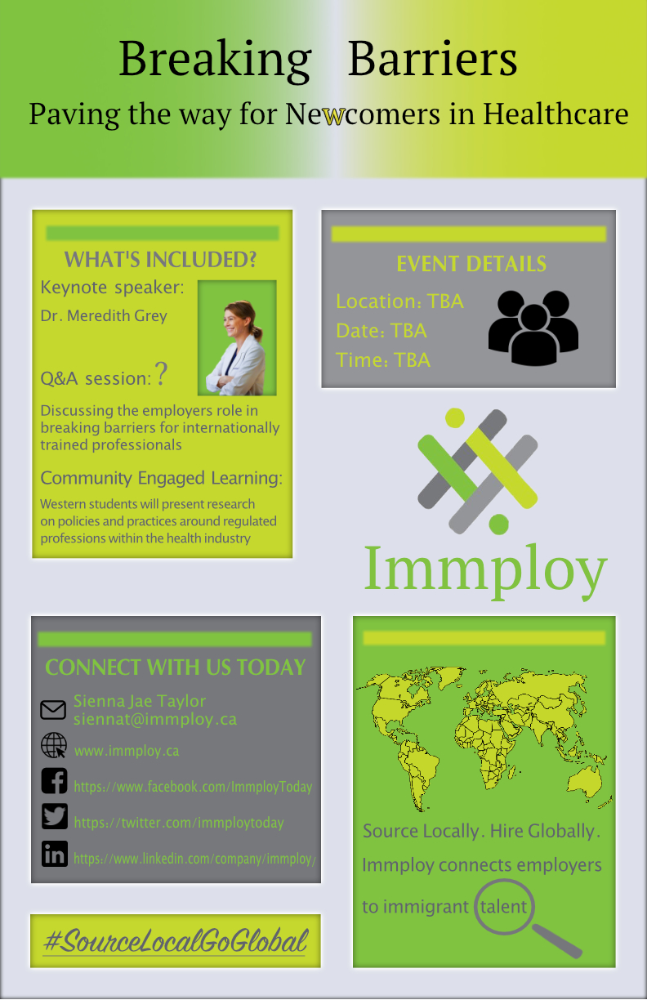 Breaking Barriers
Paving the way for Newcomers in Healthcare
WHAT'S INCLUDED?
Keynote speaker:
Dr. Meredith Grey
Q&A session: ?
Discussing the employers role in
breaking barriers for internationally
trained professionals
Community Engaged Learning:
Western students will present research
on policies and practices around regulated
professions within the health industry
EVENT DETAILS
Location: TBA
Date: TBA
Time: TBA
Immploy
CONNECT WITH US TODAY
Sienna Jae Taylor
siennat@immploy.ca
www.immploy.ca
https://www.facebook.com/ImmployToday
https://twitter.com/immploytoday
https://www.linkedin.com/company/immploy/
#SourceLocalGoGlobal
Source Locally. Hire Globally.
Immploy connects employers
to immigrant talent